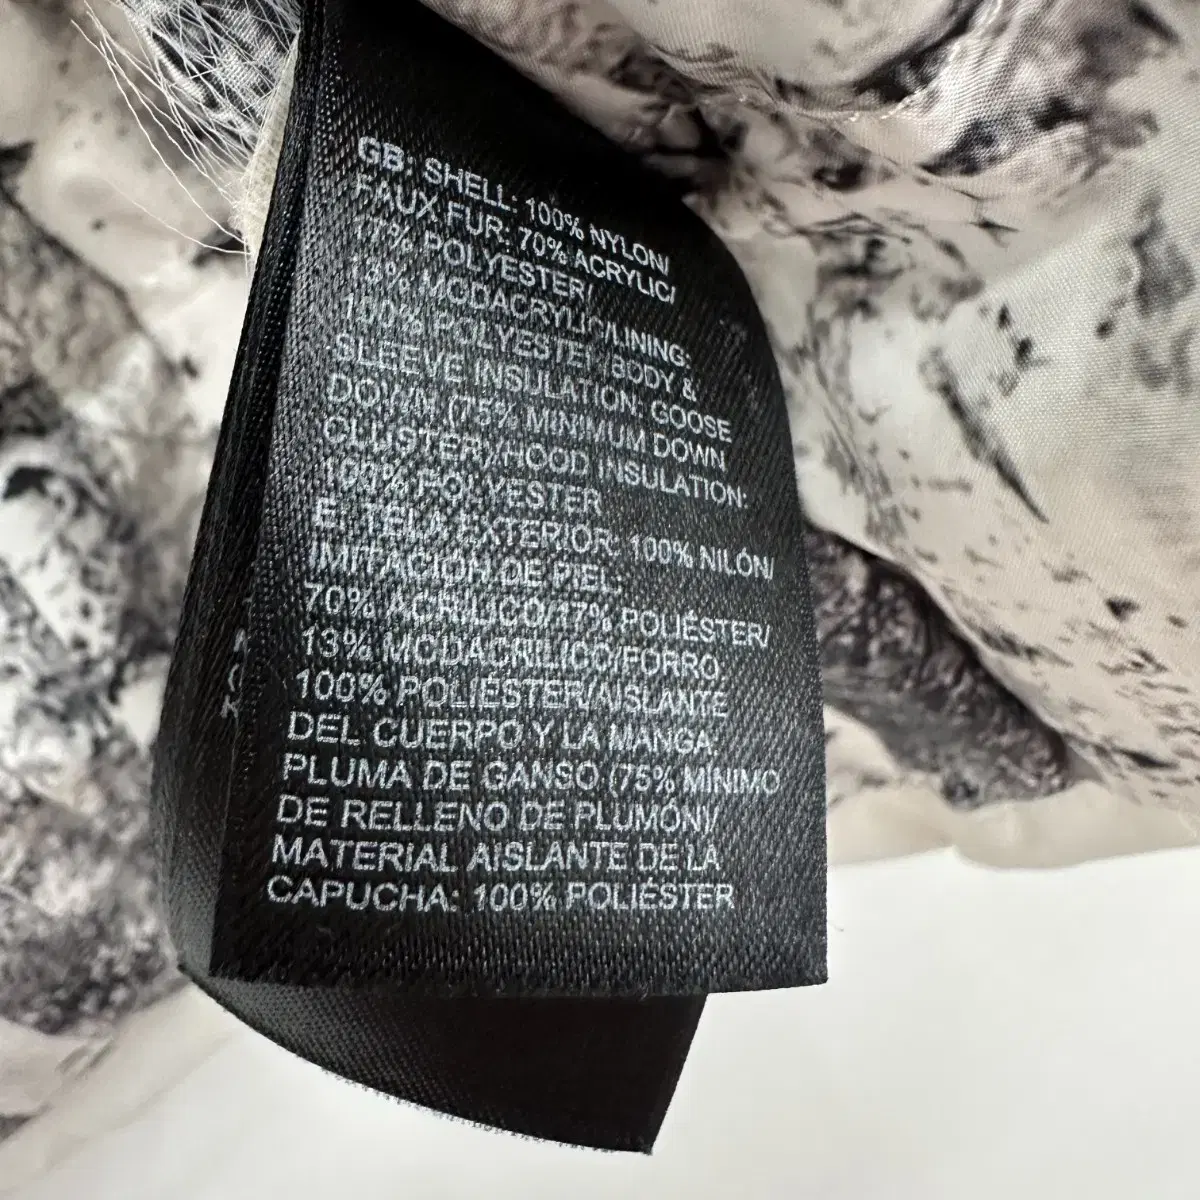 GB: SHELL: 100% NYLON/
FAUX FUR: 70% ACRYLIC/
17% POLYESTER/
13% MODACRYLIC/LINING:
100% POLYESTER/BODY &
SLEEVE INSULATION: GOOSE
DOWN (75% MINIMUM DOWN
CLUSTER)/HOOD INSULATION:
100% POLYESTER
E: TELA EXTERIOR: 100% NILÓN/
IMITACIÓN DE PIEL:
70% ACRÍLICO/17% POLIÉSTER/
13% MODACRÍLICO/FORRO
100% POLIÉSTER/AISLANTE
DEL CUERPO Y LA MANGA:
PLUMA DE GANSO (75% MÍNIMO
DE RELLENO DE PLUMÓN)/
MATERIAL AISLANTE DE LA
CAPUCHA: 100% POLIÉSTER